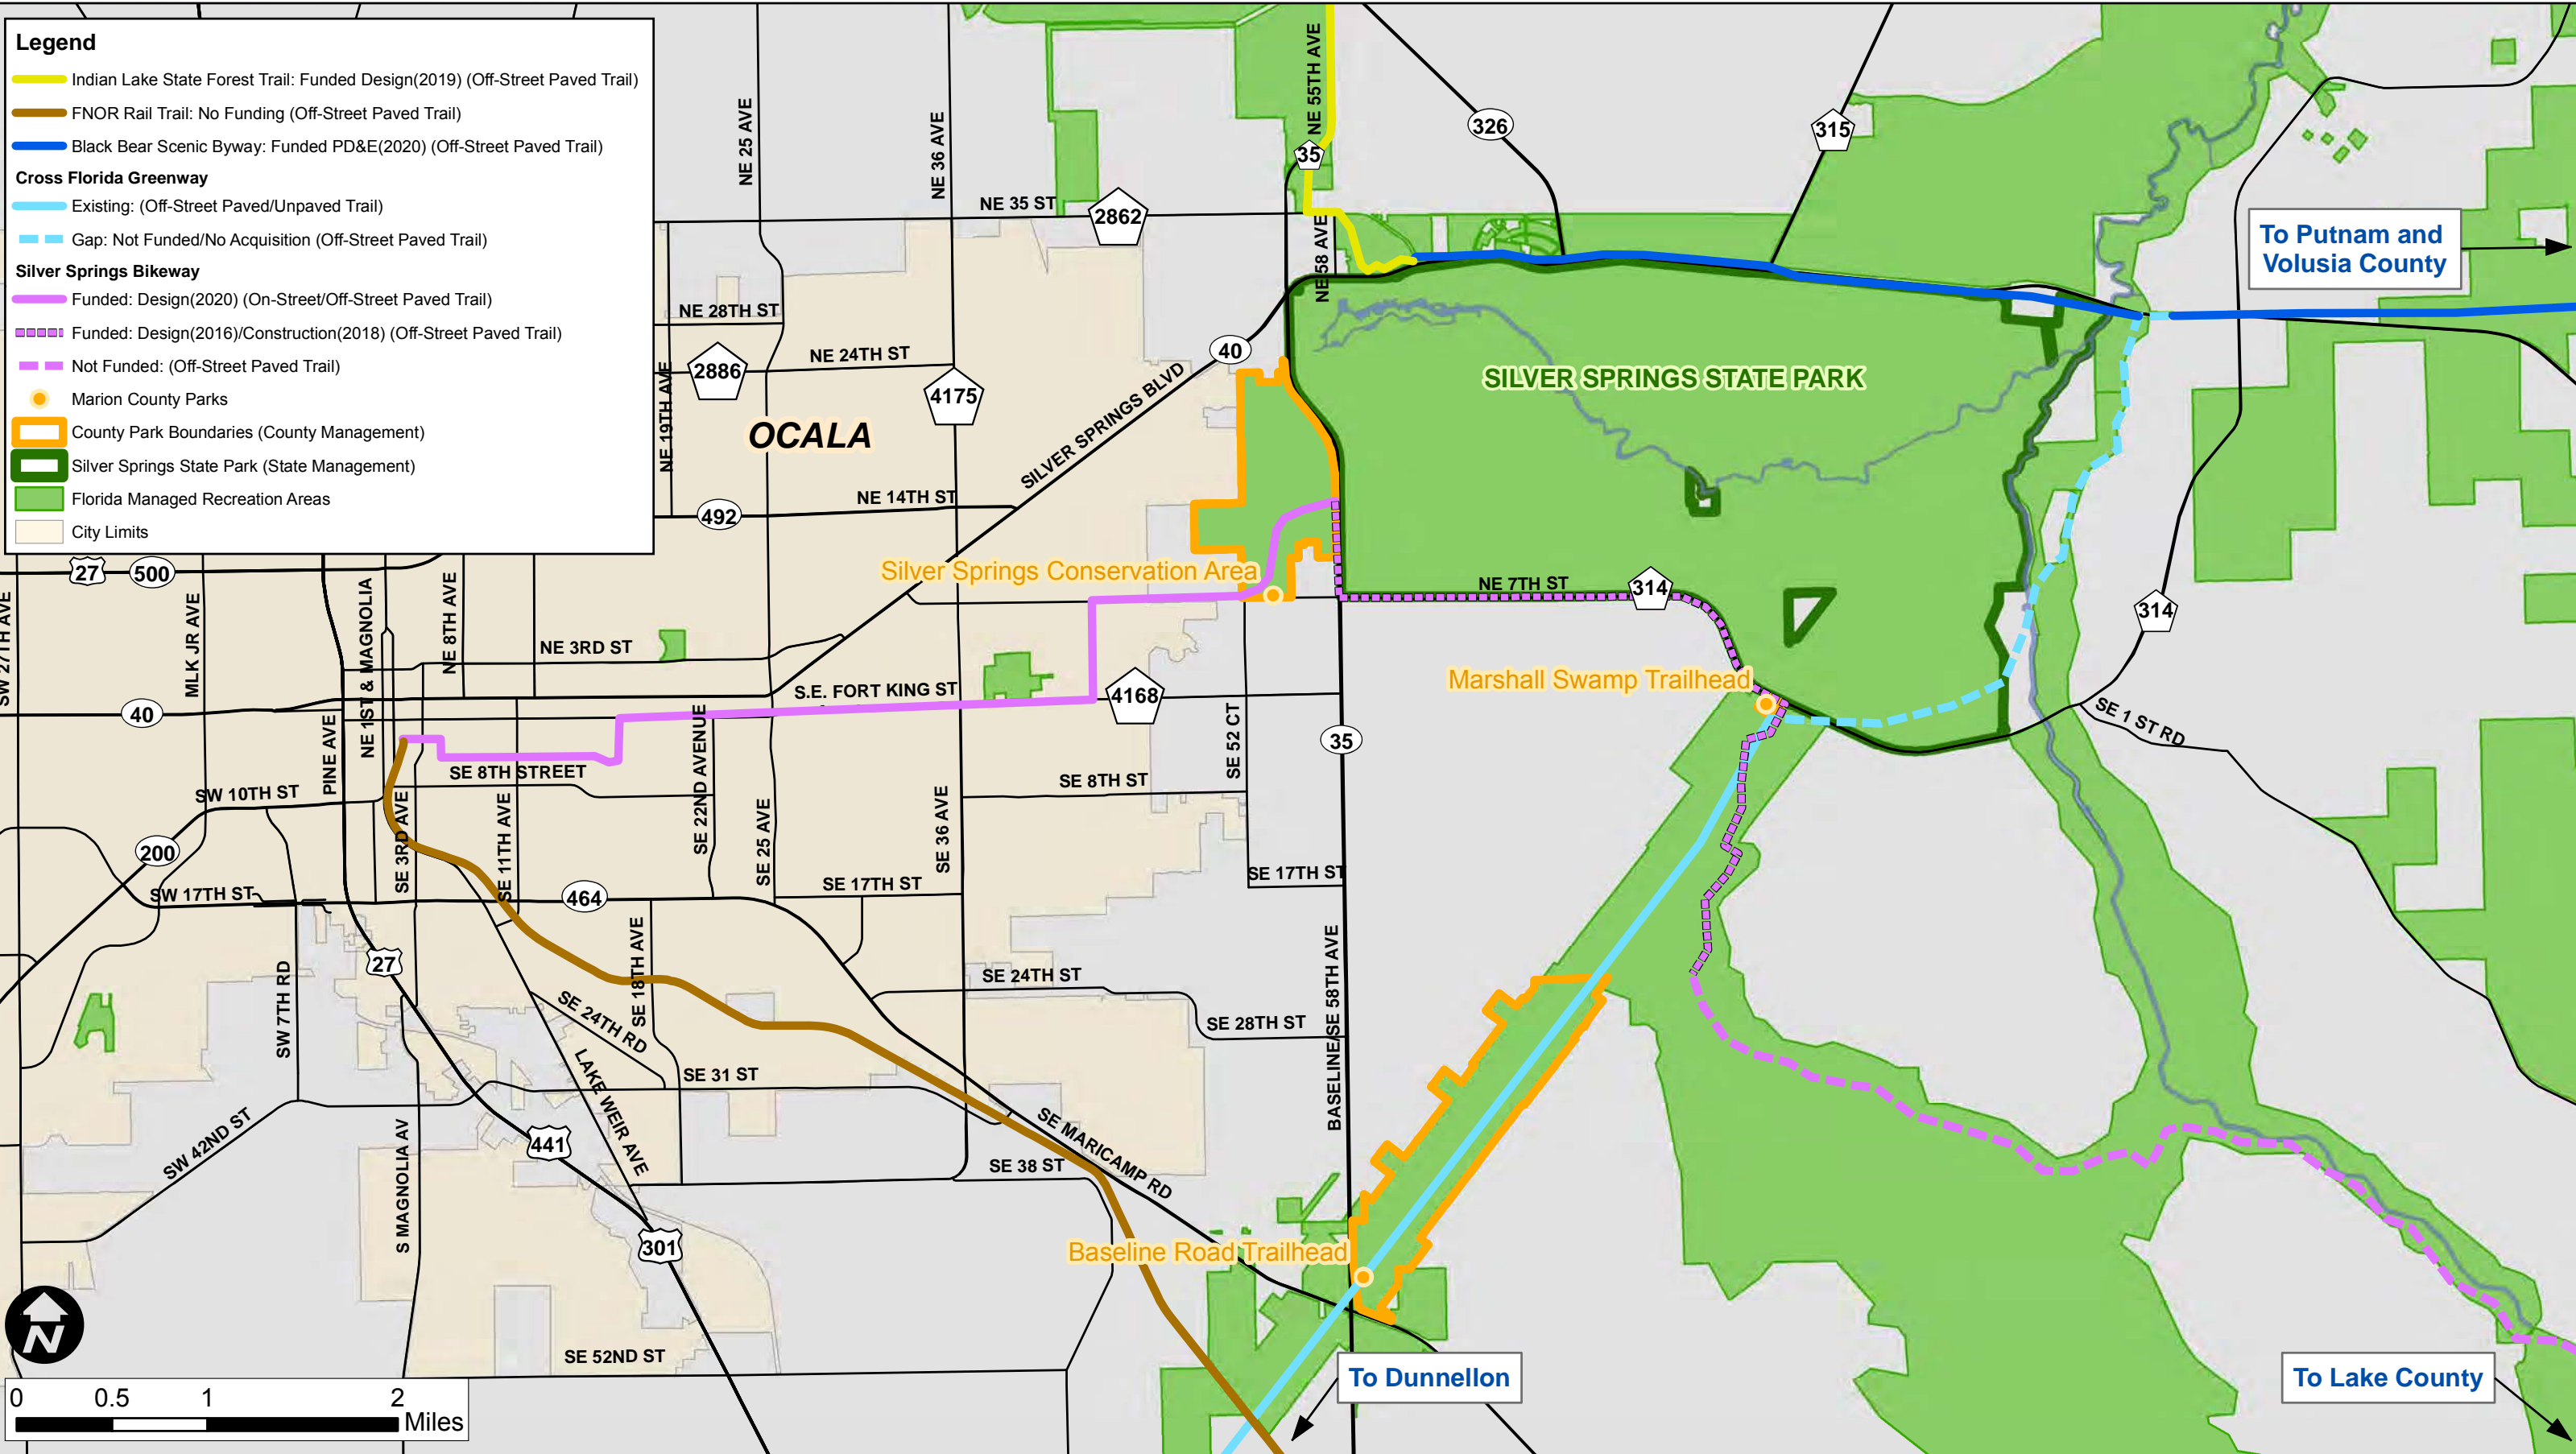 Legend
Indian Lake State Forest Trail: Funded Design(2019) (Off-Street Paved Trail)
FNOR Rail Trail: No Funding (Off-Street Paved Trail)
Black Bear Scenic Byway: Funded PD&E(2020) (Off-Street Paved Trail)
Cross Florida Greenway
Existing: (Off-Street Paved/Unpaved Trail)
Gap: Not Funded/No Acquisition (Off-Street Paved Trail)
Silver Springs Bikeway
Funded: Design(2020) (On-Street/Off-Street Paved Trail)
Funded: Design(2016)/Construction(2018) (Off-Street Paved Trail)
Not Funded: (Off-Street Paved Trail)
Marion County Parks
County Park Boundaries (County Management)
Silver Springs State Park (State Management)
Florida Managed Recreation Areas
City Limits
NE 25 AVE
NE 36 AVE
NE 55TH AVE
35
326
315
NE 35 ST
2862
NE 58 AVE
To Putnam and
Volusia County
NE 28TH ST
NE 24TH ST
2886
NE 19TH AVE
4175
40
SILVER SPRINGS BLVD
OCALA
SILVER SPRINGS STATE PARK
NE 14TH ST
492
27
500
SW 27TH AVE
MLK JR AVE
NE 1ST & MAGNOLIA
NE 8TH AVE
NE 3RD ST
Silver Springs Conservation Area
NE 7TH ST
314
314
Marshall Swamp Trailhead
S.E. FORT KING ST
4168
40
PINE AVE
SE 22ND AVENUE
SE 52 CT
35
SE 1 ST RD
SE 8TH STREET
SE 8TH ST
SW 10TH ST
SE 3RD AVE
SE 11TH AVE
SE 25 AVE
SE 36 AVE
200
SW 17TH ST
464
SE 17TH ST
SE 17TH ST
27
SW 7TH RD
SE 18TH AVE
SE 24TH RD
SE 24TH ST
SE 28TH ST
BASELINE/SE 58TH AVE
SE 31 ST
LAKE WEIR AVE
SW 42ND ST
S MAGNOLIA AV
441
SE 38 ST
SE MARICAMP RD
301
Baseline Road Trailhead
SE 52ND ST
To Dunnellon
To Lake County
N
0 0.5 1 2
Miles